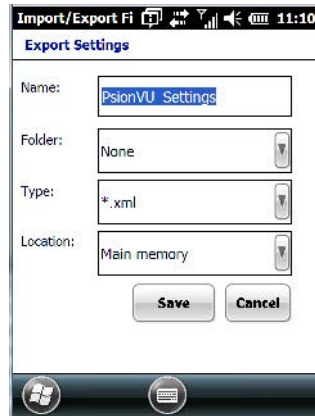 Import/Export Fi 11:10
Export Settings
Name:
PsionVU_Settings
Folder:
None
Type:
*.xml
Location:
Main memory
Save Cancel